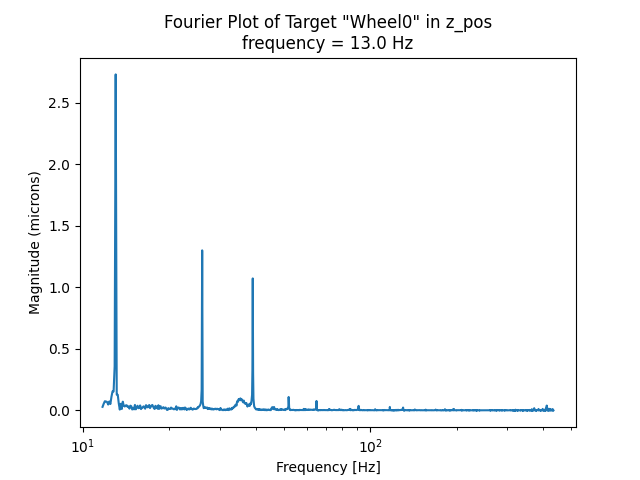 Fourier Plot of Target "Wheel0" in z_pos
frequency = 13.0 Hz
Magnitude (microns)
2.5
2.0
1.5
1.0
0.5
0.0
10¹
10²
Frequency [Hz]